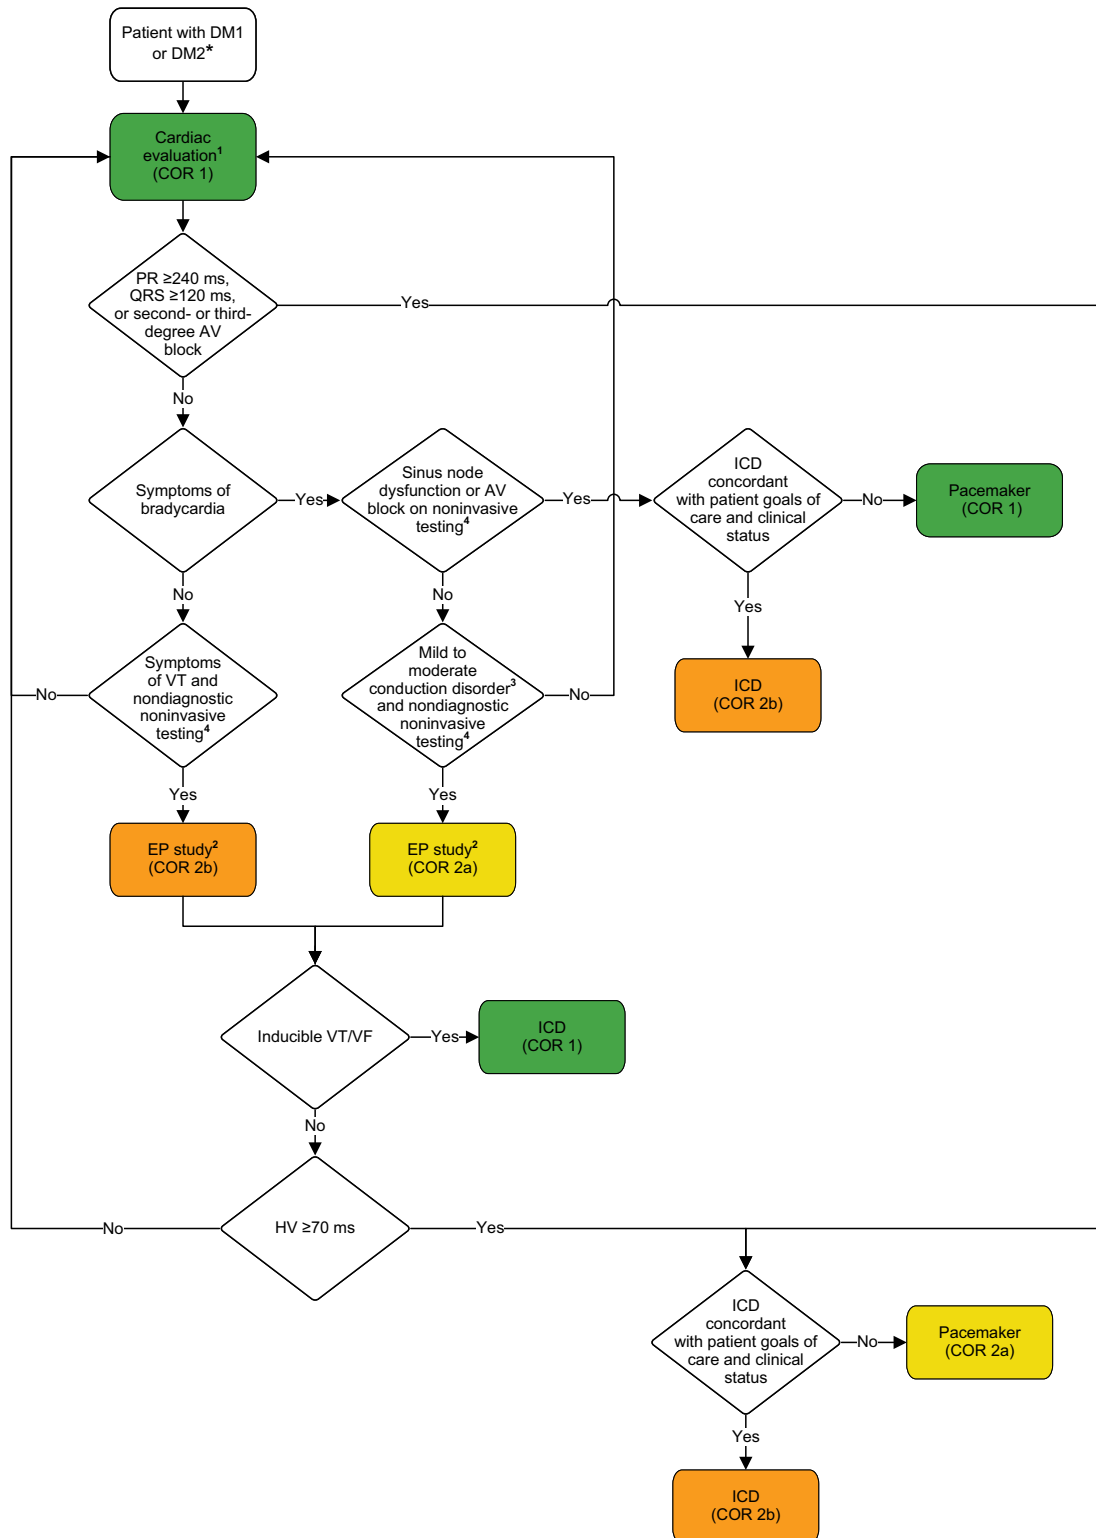 Patient with DM1
or DM2*
Cardiac
evaluation¹
(COR 1)
PR ≥240 ms,
QRS ≥120 ms,
or second- or third-
degree AV
block
Yes
No
Symptoms of
bradycardia
Yes
Sinus node
dysfunction or AV
block on noninvasive
testing⁴
Yes
ICD
concordant
with patient goals of
care and clinical
status
No
Pacemaker
(COR 1)
No
No
Yes
Symptoms
of VT and
nondiagnostic
noninvasive
testing⁴
No
Mild to
moderate
conduction disorder³
and nondiagnostic
noninvasive
testing⁴
No
ICD
(COR 2b)
Yes
Yes
EP study²
(COR 2b)
EP study²
(COR 2a)
Inducible VT/VF
Yes
ICD
(COR 1)
No
HV ≥70 ms
No
Yes
ICD
concordant
with patient goals of
care and clinical
status
No
Pacemaker
(COR 2a)
Yes
ICD
(COR 2b)